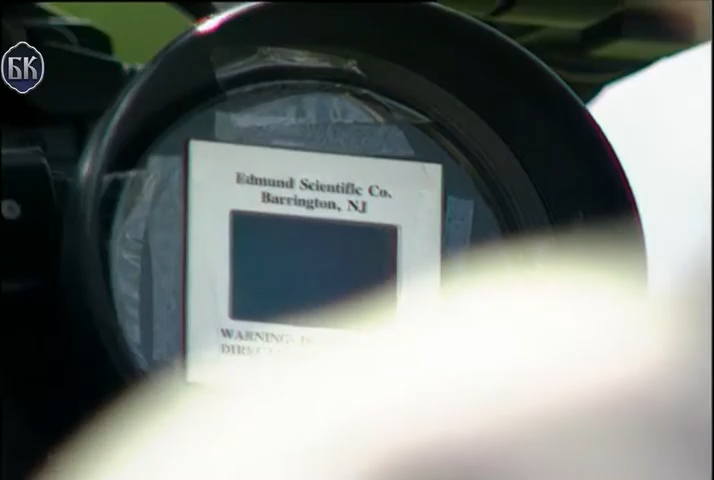 БК
Edmund Scientific Co.
Barrington, NJ
WARNING: